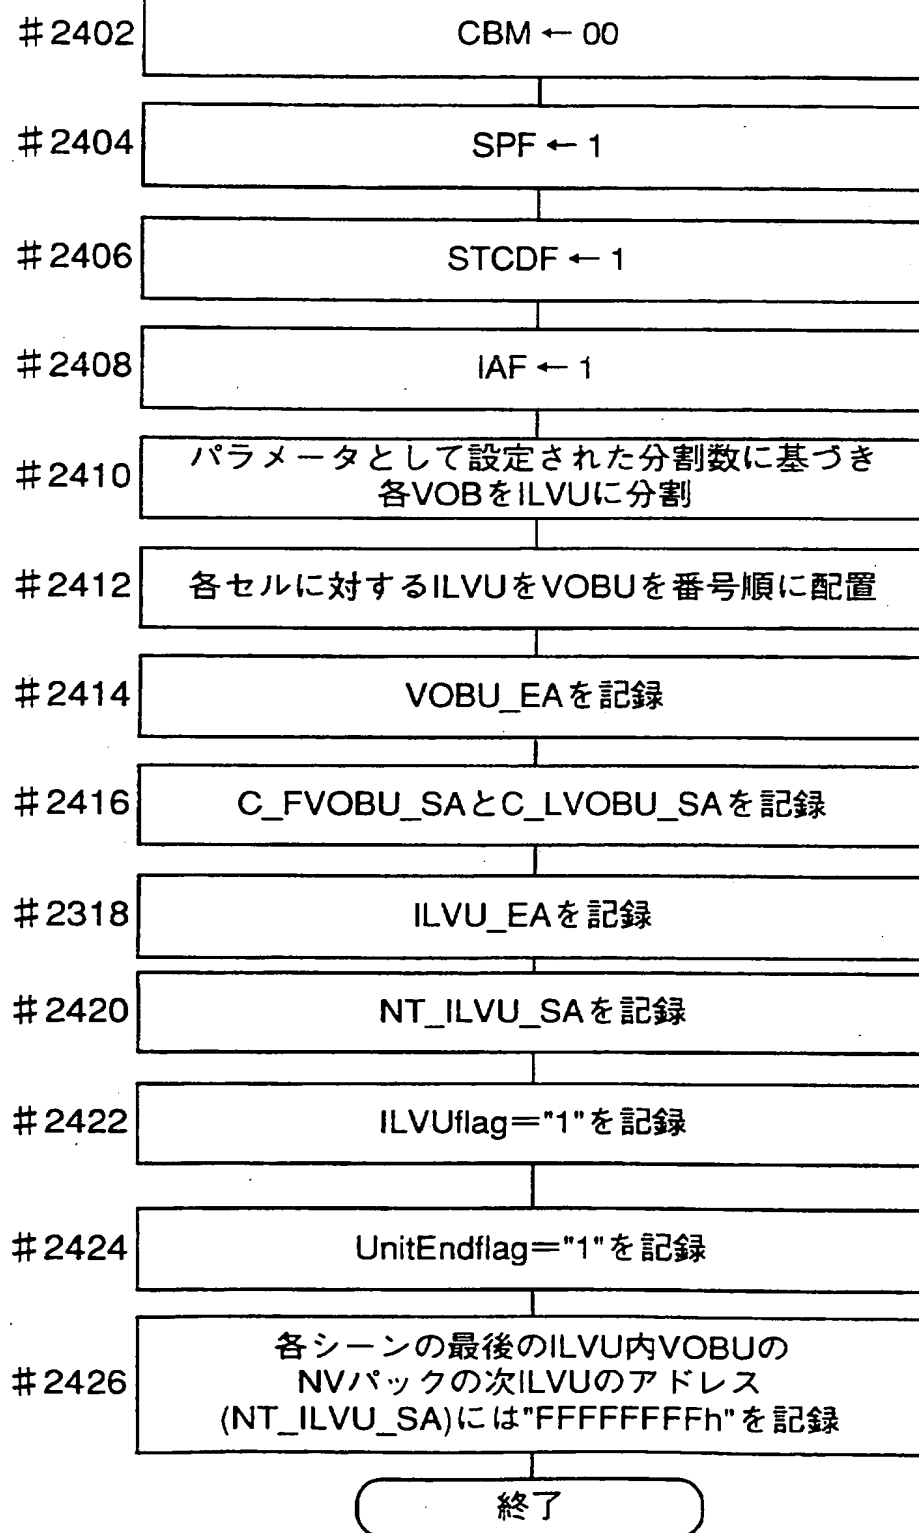 #2402 CBM ← 00
#2404 SPF ← 1
#2406 STCDF ← 1
#2408 IAF ← 1
#2410 パラメータとして設定された分割数に基づき
各VOBをILVUに分割
#2412 各セルに対するILVUをVOBUを番号順に配置
#2414 VOBU_EAを記録
#2416 C_FVOBU_SAとC_LVOBU_SAを記録
#2318 ILVU_EAを記録
#2420 NT_ILVU_SAを記録
#2422 ILVUflag="1"を記録
#2424 UnitEndflag="1"を記録
各シーンの最後のILVU内VOBUの
#2426 NVパックの次ILVUのアドレス
(NT_ILVU_SA)には"FFFFFFFFh"を記録
終了